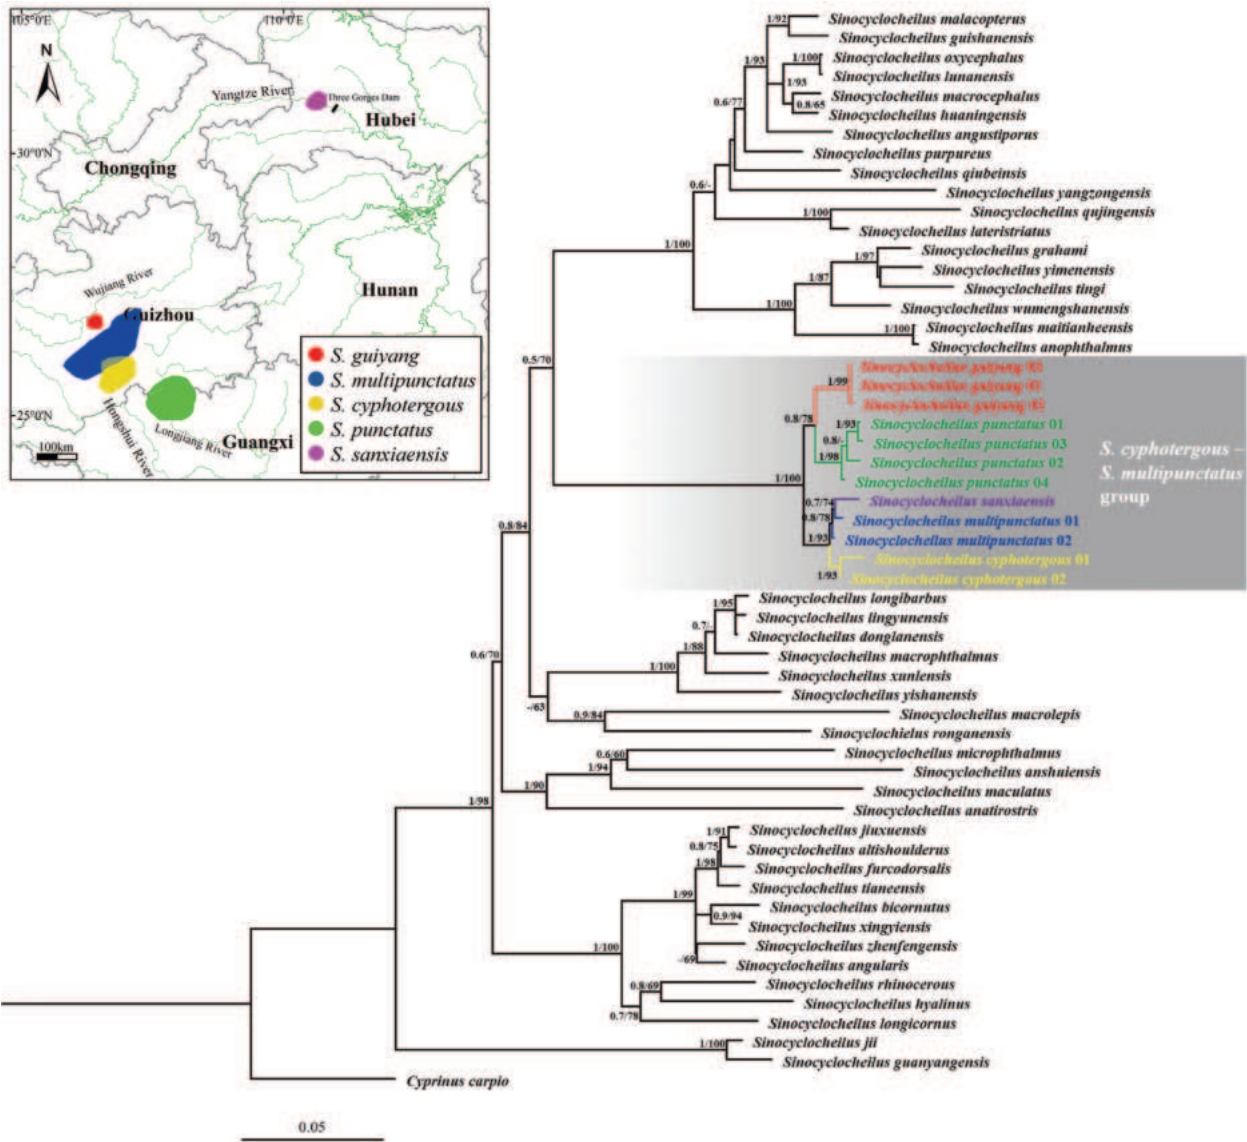 105°0'E
110°0'E
N
Yangtze River
Three Gorges Dam
Hubei
30°0'N
Chongqing
Wujiang River
Hunan
Guizhou
S. guiyang
S. multipunctatus
S. cyphotergous
S. punctatus
S. sanxiaensis
25°0'N
Hongshui River
Longjiang River
Guangxi
100km
1/92
Sinocyclocheilus malacopterus
Sinocyclocheilus guishanensis
1/93
1/100
Sinocyclocheilus oxycephalus
Sinocyclocheilus lunanensis
1/93
Sinocyclocheilus macrocephalus
0.8/65
0.6/77
Sinocyclocheilus huaningensis
Sinocyclocheilus angustiporus
Sinocyclocheilus purpureus
Sinocyclocheilus qiubeinsis
0.6/-
Sinocyclocheilus yangzongensis
1/100
Sinocyclocheilus qujingensis
Sinocyclocheilus lateristriatus
1/100
Sinocyclocheilus grahami
1/97
Sinocyclocheilus yimenensis
1/87
Sinocyclocheilus tingi
1/100
Sinocyclocheilus wumengshanensis
1/100
Sinocyclocheilus maitianheensis
Sinocyclocheilus anophthalmus
0.5/70
Sinocyclocheilus guiyang
1/99
Sinocyclocheilus guiyang
Sinocyclocheilus guiyang
0.8/78
1/93
Sinocyclocheilus punctatus 01
0.8/-
Sinocyclocheilus punctatus 03
1/98
Sinocyclocheilus punctatus 02
1/100
Sinocyclocheilus punctatus 04
S. cyphotergous –
S. multipunctatus
group
0.7/74
Sinocyclocheilus sanxiaensis
0.8/78
Sinocyclocheilus multipunctatus 01
1/93
Sinocyclocheilus multipunctatus 02
Sinocyclocheilus cyphotergous 01
1/93
Sinocyclocheilus cyphotergous 02
0.8/84
1/95
Sinocyclocheilus longibarbus
Sinocyclocheilus lingyunensis
0.7/-
Sinocyclocheilus donglanensis
1/88
Sinocyclocheilus macrophthalmus
0.6/70
1/100
Sinocyclocheilus xunlensis
Sinocyclocheilus yishanensis
-/63
0.9/84
Sinocyclocheilus macrolepis
Sinocyclochielus ronganensis
0.6/60
Sinocyclocheilus microphthalmus
1/94
Sinocyclocheilus anshuiensis
1/90
Sinocyclocheilus maculatus
1/98
Sinocyclocheilus anatirostris
1/91
Sinocyclocheilus jiuxuensis
0.8/75
Sinocyclocheilus altishoulderus
1/98
Sinocyclocheilus furcodorsalis
Sinocyclocheilus tianeensis
1/99
Sinocyclocheilus bicornutus
0.9/94
Sinocyclocheilus xingyiensis
1/100
Sinocyclocheilus zhenfengensis
-/69
Sinocyclocheilus angularis
0.8/69
Sinocyclocheilus rhinocerous
Sinocyclocheilus hyalinus
0.7/78
Sinocyclocheilus longicornus
1/100
Sinocyclocheilus jii
Sinocyclocheilus guanyangensis
Cyprinus carpio
0.05